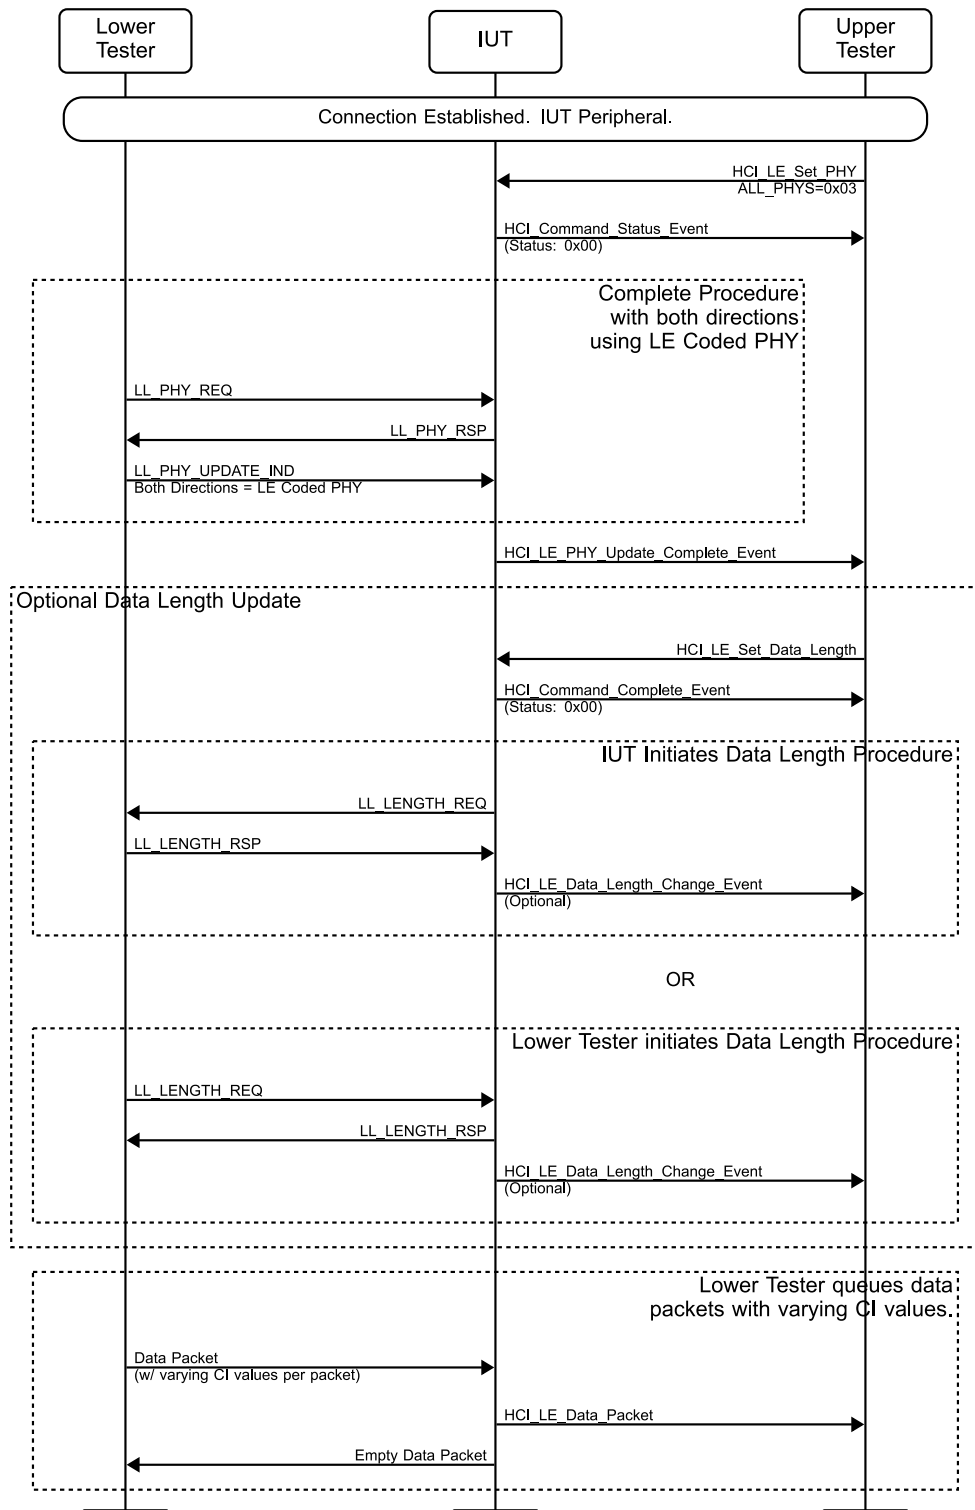 Lower
Tester
IUT
Upper
Tester
Connection Established.  IUT Peripheral.
HCI_LE_Set_PHY
ALL_PHYS=0x03
HCI_Command_Status_Event
(Status:  0x00)
Complete Procedure
with both directions
using LE Coded PHY
LL_PHY_REQ
LL_PHY_RSP
LL_PHY_UPDATE_IND
Both Directions = LE Coded PHY
HCI_LE_PHY_Update_Complete_Event
Optional Data Length Update
HCI_LE_Set_Data_Length
HCI_Command_Complete_Event
(Status:  0x00)
IUT Initiates Data Length Procedure
LL_LENGTH_REQ
LL_LENGTH_RSP
HCI_LE_Data_Length_Change_Event
(Optional)
OR
Lower Tester initiates Data Length Procedure
LL_LENGTH_REQ
LL_LENGTH_RSP
HCI_LE_Data_Length_Change_Event
(Optional)
Lower Tester queues data
packets with varying CI values.
Data Packet
(w/ varying CI values per packet)
HCI_LE_Data_Packet
Empty Data Packet